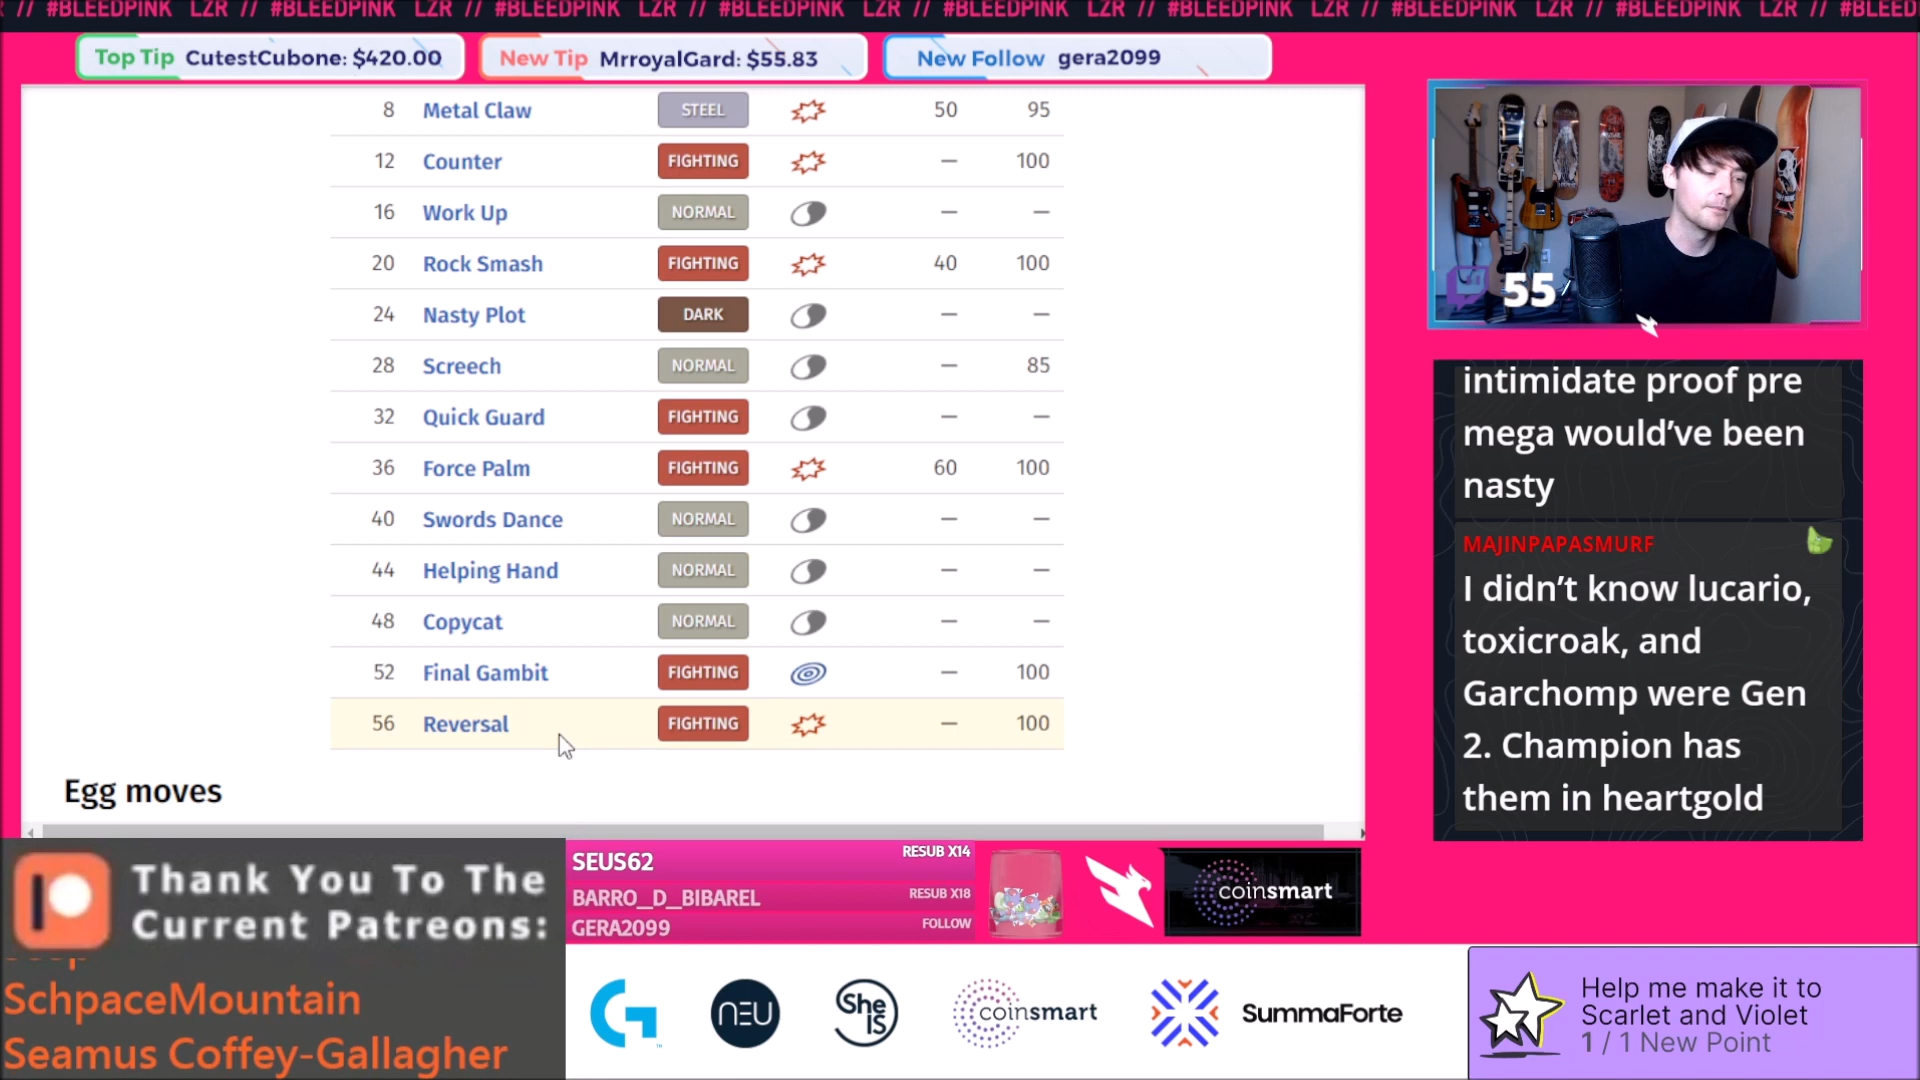 // #BLEEDPINK LZR // #BLEEDPINK LZR // #BLEEDPINK LZR // #BLEEDPINK LZR // #BLEEDPINK LZR // #BLEEDPINK LZR // #BLEEDPINK LZR // #BLEEDPINK LZR // #BLEED
Top Tip CutestCubone: $420.00
New Tip MrroyalGard: $55.83
New Follow gera2099
8 Metal Claw STEEL 50 95
12 Counter FIGHTING — 100
16 Work Up NORMAL — —
20 Rock Smash FIGHTING 40 100
24 Nasty Plot DARK — —
28 Screech NORMAL — 85
32 Quick Guard FIGHTING — —
36 Force Palm FIGHTING 60 100
40 Swords Dance NORMAL — —
44 Helping Hand NORMAL — —
48 Copycat NORMAL — —
52 Final Gambit FIGHTING — 100
56 Reversal FIGHTING — 100
Egg moves
55
intimidate proof pre
mega would’ve been
nasty
MAJINPAPASMURF
I didn’t know lucario,
toxicroak, and
Garchomp were Gen
2. Champion has
them in heartgold
Thank You To The
Current Patreons:
SchpaceMountain
Seamus Coffey-Gallagher
SEUS62 RESUB X14
BARRO_D_BIBAREL RESUB X18
GERA2099 FOLLOW
coinsmart
G
NEU
She
IS
coinsmart
SummaForte
Help me make it to
Scarlet and Violet
1 / 1 New Point